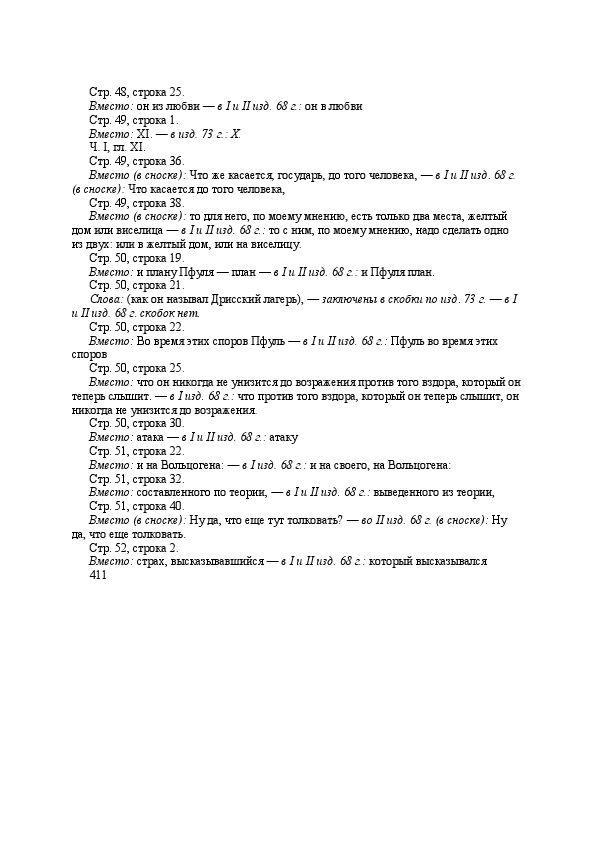 Стр. 48, строка 25.
Вместо: он из любви — в I и II изд. 68 г.: он в любви
Стр. 49, строка 1.
Вместо: XI. — в изд. 73 г.: X.
Ч. I, гл. XI.
Стр. 49, строка 36.
Вместо (в сноске): Что же касается, государь, до того человека, — в I и II изд. 68 г.
(в сноске): Что касается до того человека,
Стр. 49, строка 38.
Вместо (в сноске): то для него, по моему мнению, есть только два места, желтый
дом или виселица — в I и II изд. 68 г.: то с ним, по моему мнению, надо сделать одно
из двух: или в желтый дом, или на виселицу.
Стр. 50, строка 19.
Вместо: и плану Пфуля — план — в I и II изд. 68 г.: и Пфуля план.
Стр. 50, строка 21.
Слова: (как он называл Дрисский лагерь), — заключены в скобки по изд. 73 г. — в I
и II изд. 68 г. скобок нет.
Стр. 50, строка 22.
Вместо: Во время этих споров Пфуль — в I и II изд. 68 г.: Пфуль во время этих
споров
Стр. 50, строка 25.
Вместо: что он никогда не унизится до возражения против того вздора, который он
теперь слышит. — в I изд. 68 г.: что против того вздора, который он теперь слышит, он
никогда не унизится до возражения.
Стр. 50, строка 30.
Вместо: атака — в I и II изд. 68 г.: атаку
Стр. 51, строка 22.
Вместо: и на Вольцогена: — в I изд. 68 г.: и на своего, на Вольцогена:
Стр. 51, строка 32.
Вместо: составленного по теории, — в I и II изд. 68 г.: выведенного из теории,
Стр. 51, строка 40.
Вместо (в сноске): Ну да, что еще тут толковать? — во II изд. 68 г. (в сноске): Ну
да, что еще толковать.
Стр. 52, строка 2.
Вместо: страх, высказывавшийся — в I и II изд. 68 г.: который высказывался
411